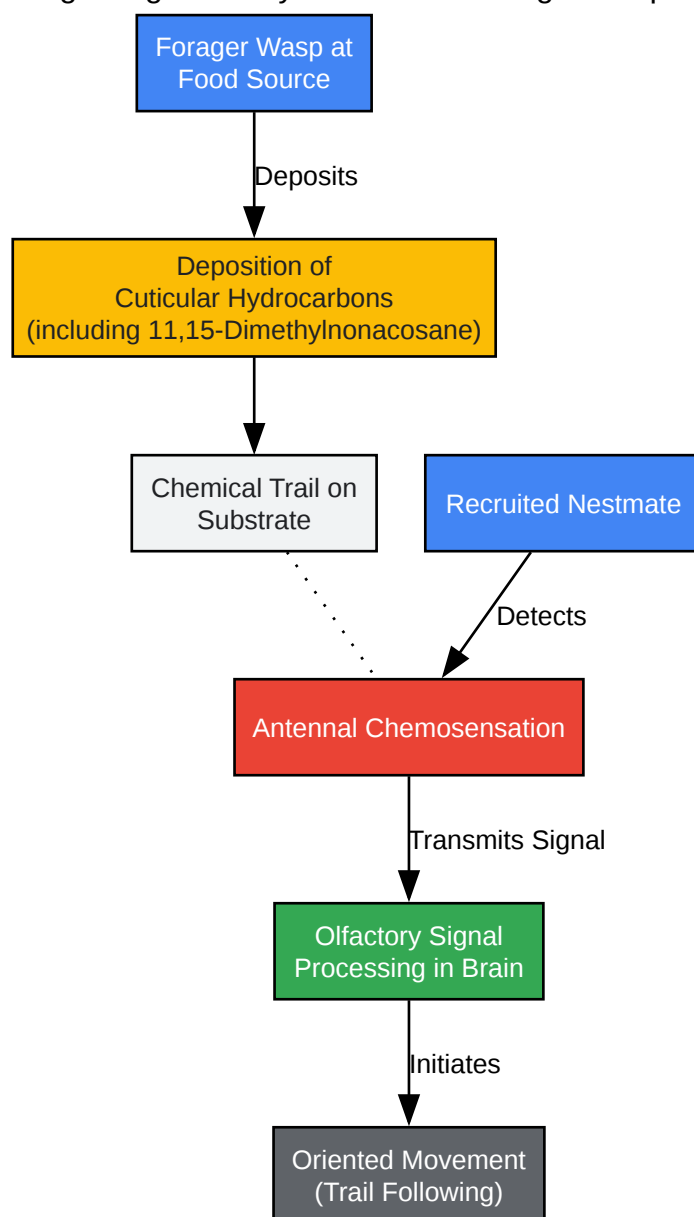 Forager Wasp at
Food Source
Deposits
Deposition of
Cuticular Hydrocarbons
(including 11,15-Dimethylnonacosane)
Chemical Trail on
Substrate
Recruited Nestmate
Detects
Antennal Chemosensation
Transmits Signal
Olfactory Signal
Processing in Brain
Initiates
Oriented Movement
(Trail Following)